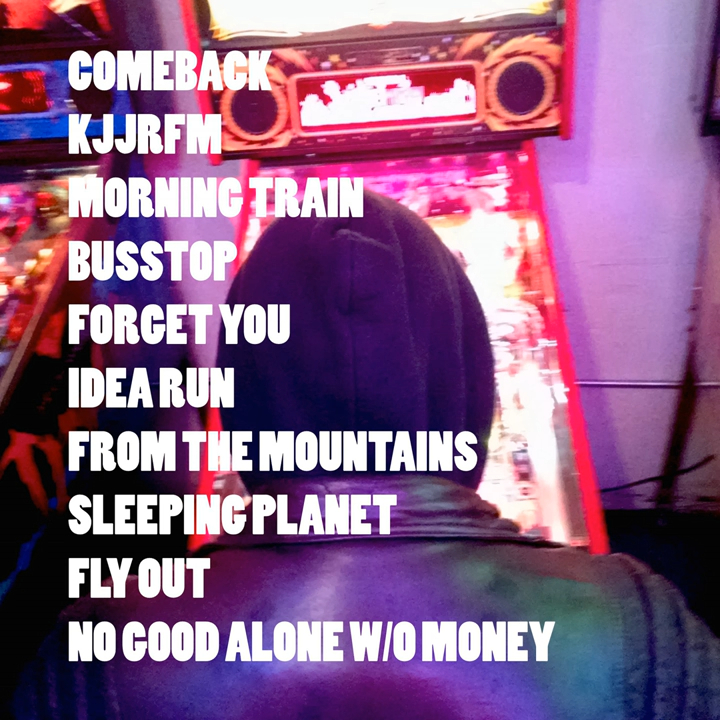 COMEBACK
KJJRFM
MORNING TRAIN
BUSSTOP
FORGET YOU
IDEA RUN
FROM THE MOUNTAINS
SLEEPING PLANET
FLY OUT
NO GOOD ALONE W/O MONEY